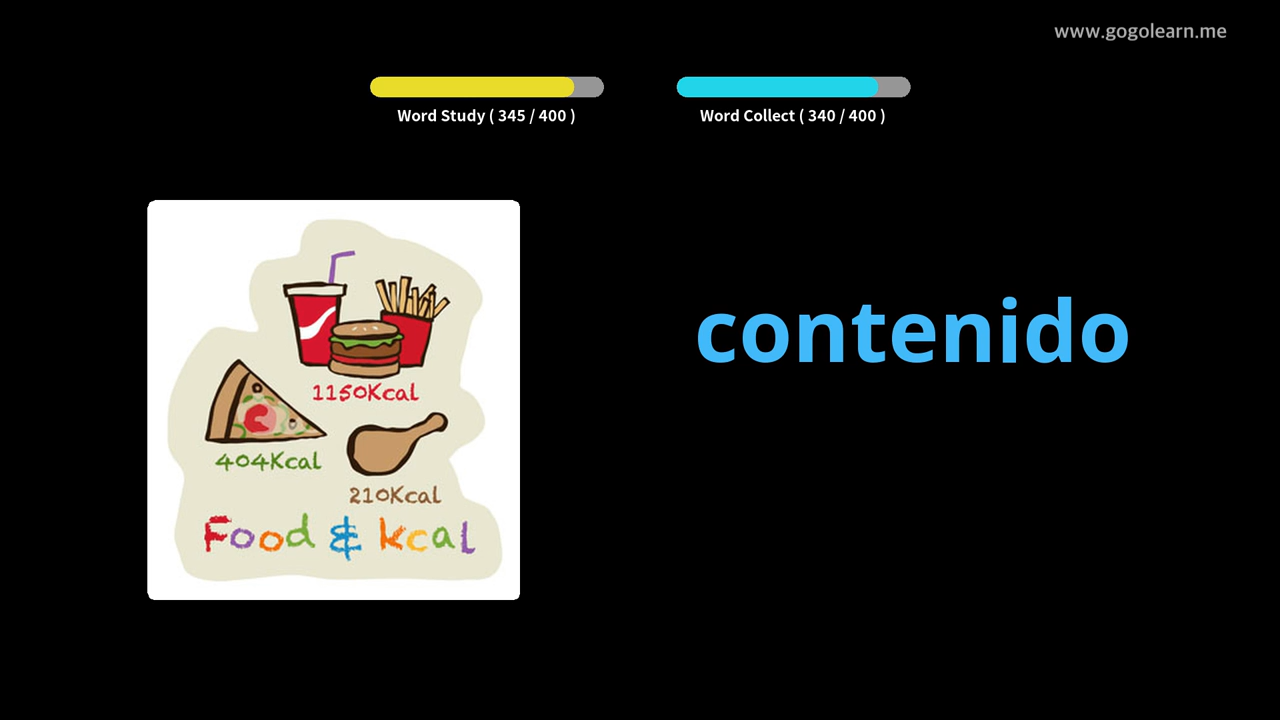 www.gogolearn.me
Word Study ( 345 / 400 )
Word Collect ( 340 / 400 )
1150Kcal
404Kcal
210Kcal
Food & kcal
contenido